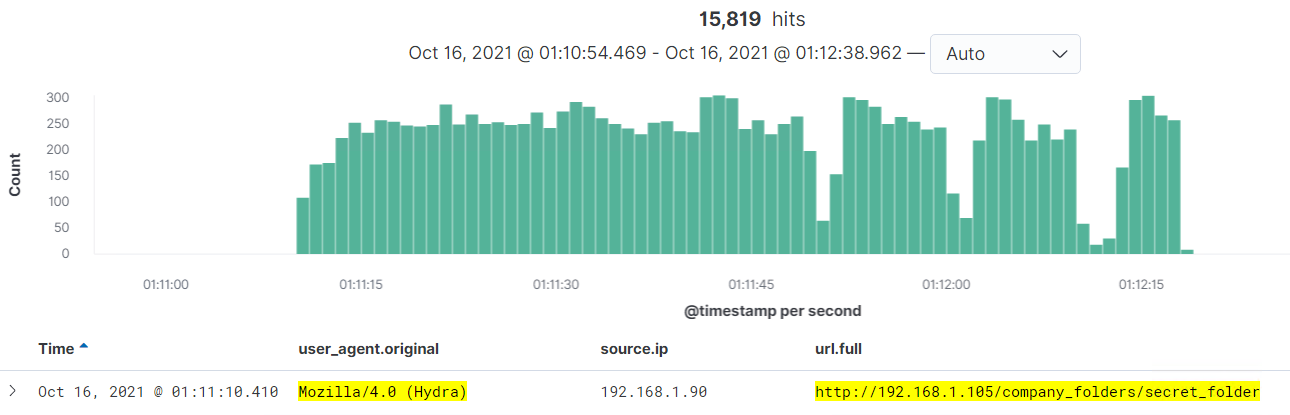 15,819 hits
Oct 16, 2021 @ 01:10:54.469 - Oct 16, 2021 @ 01:12:38.962 — Auto
300
250
200
150
100
50
0
Count
01:11:00 01:11:15 01:11:30 01:11:45 01:12:00 01:12:15
@timestamp per second
Time user_agent.original source.ip url.full
Oct 16, 2021 @ 01:11:10.410 Mozilla/4.0 (Hydra) 192.168.1.90 http://192.168.1.105/company_folders/secret_folder